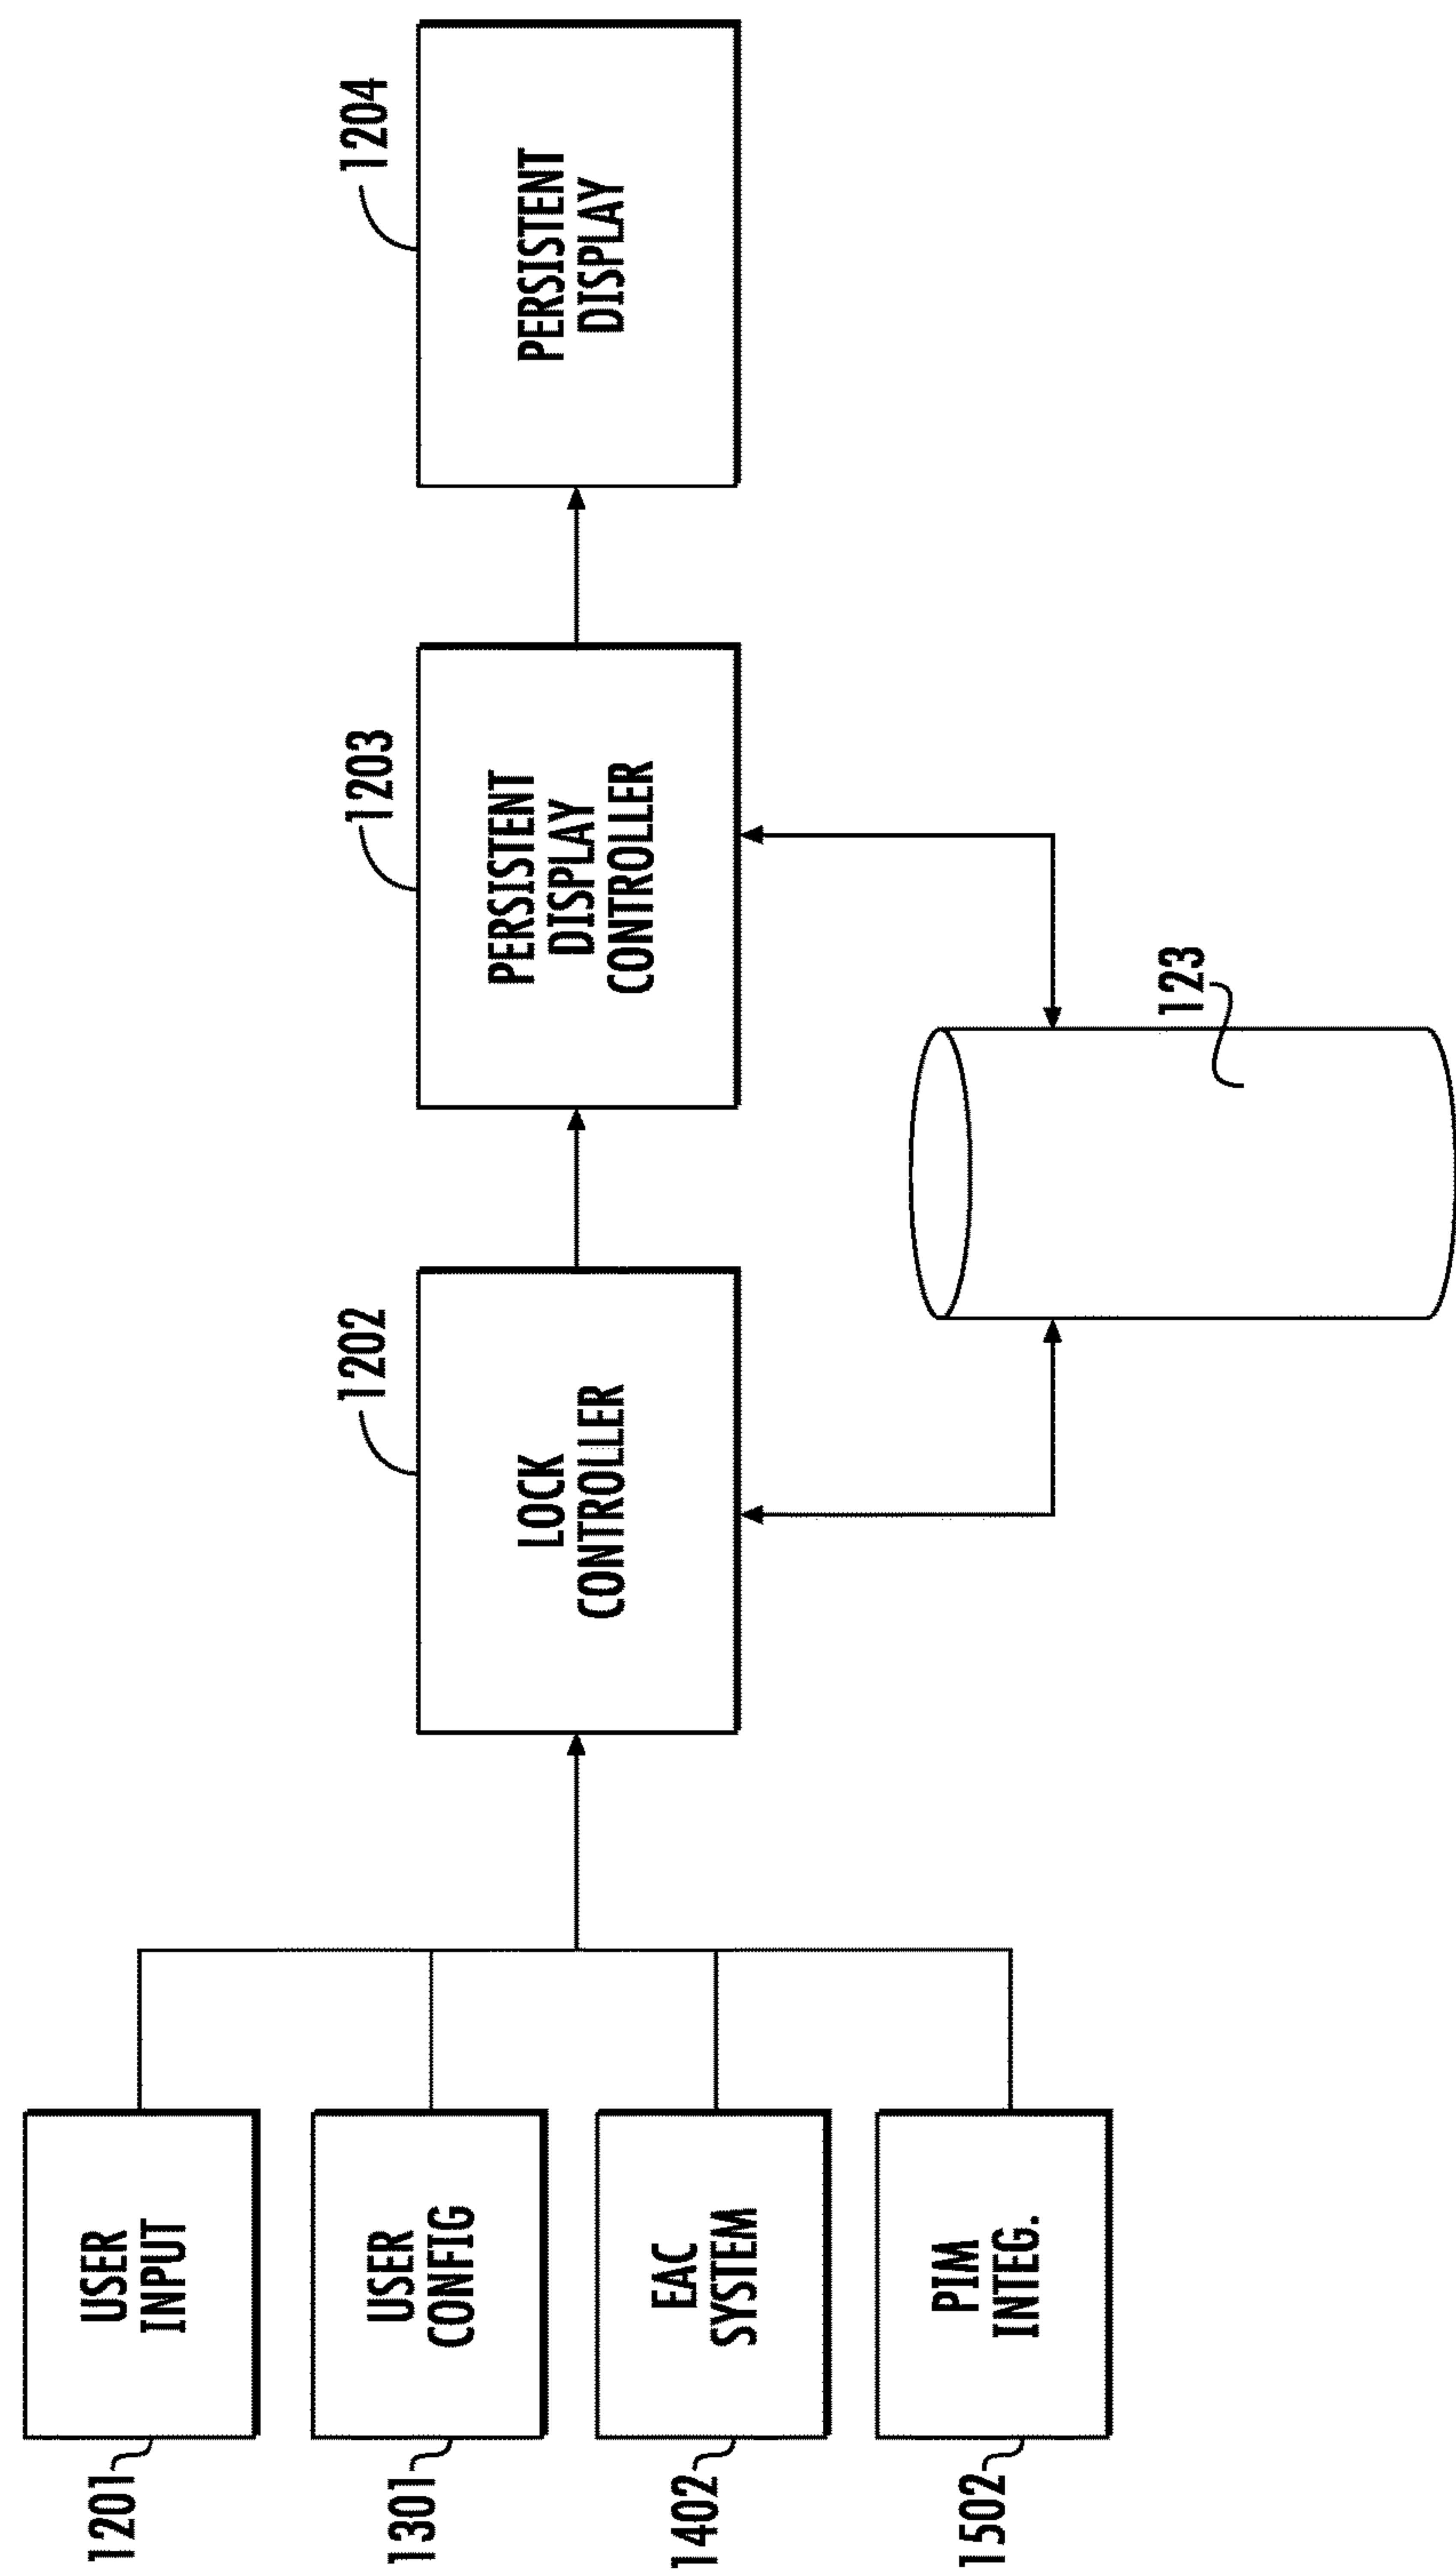 1201
USER
INPUT
1301
USER
CONFIG
1402
EAC
SYSTEM
1502
PIM
INTEG.
1202
LOCK
CONTROLLER
1203
PERSISTENT
DISPLAY
CONTROLLER
1204
PERSISTENT
DISPLAY
123